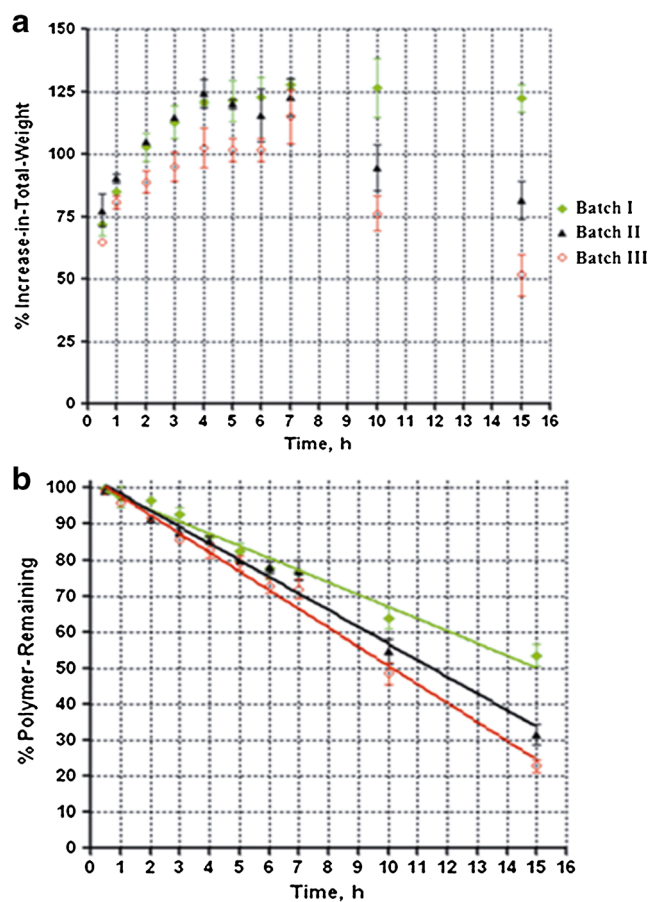 a
% Increase-in-Total-Weight
150
125
100
75
50
25
0
0 1 2 3 4 5 6 7 8 9 10 11 12 13 14 15 16
Time, h
Batch I
Batch II
Batch III
b
% Polymer-Remaining
100
90
80
70
60
50
40
30
20
10
0
0 1 2 3 4 5 6 7 8 9 10 11 12 13 14 15 16
Time, h